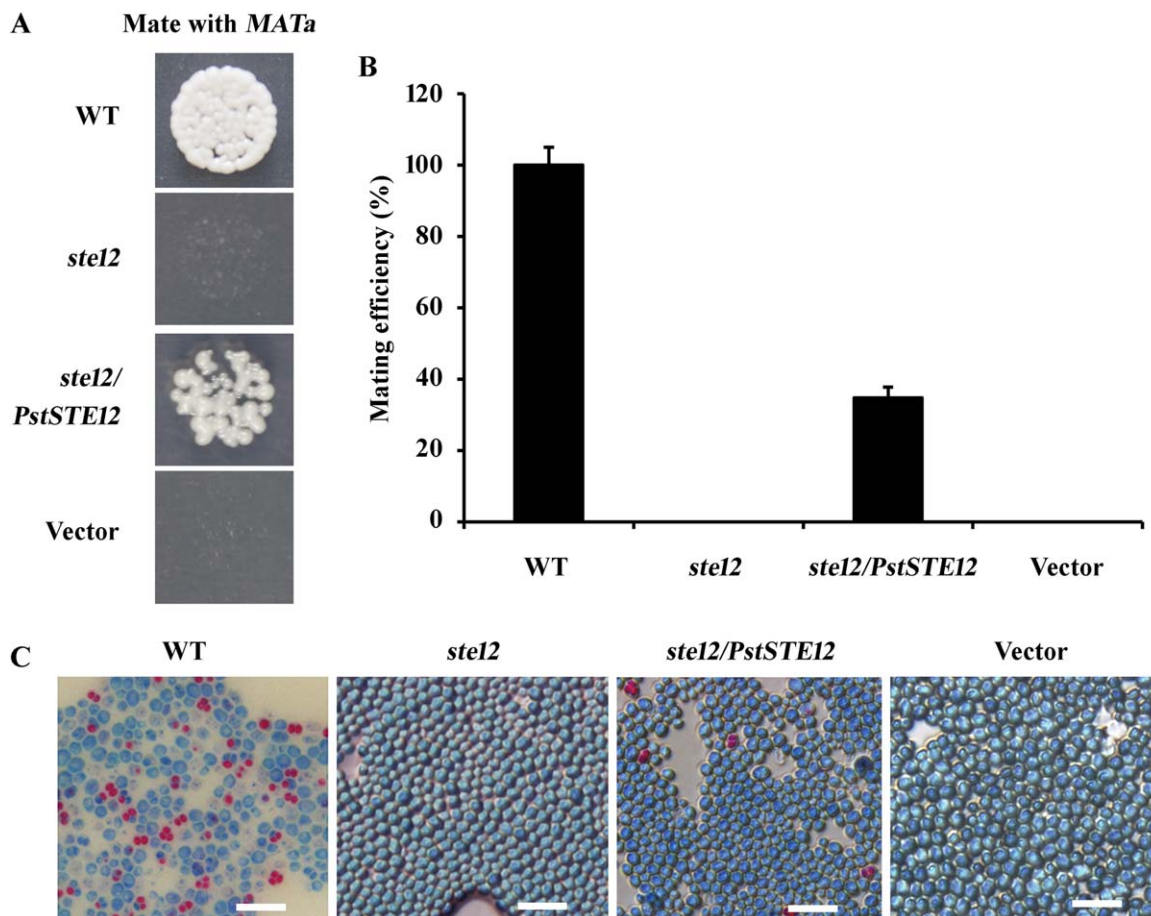 A
Mate with MATa
WT
ste12
ste12/
PstSTE12
Vector
B
Mating efficiency (%)
120
100
80
60
40
20
0
WT
ste12
ste12/PstSTE12
Vector
C
WT
ste12
ste12/PstSTE12
Vector